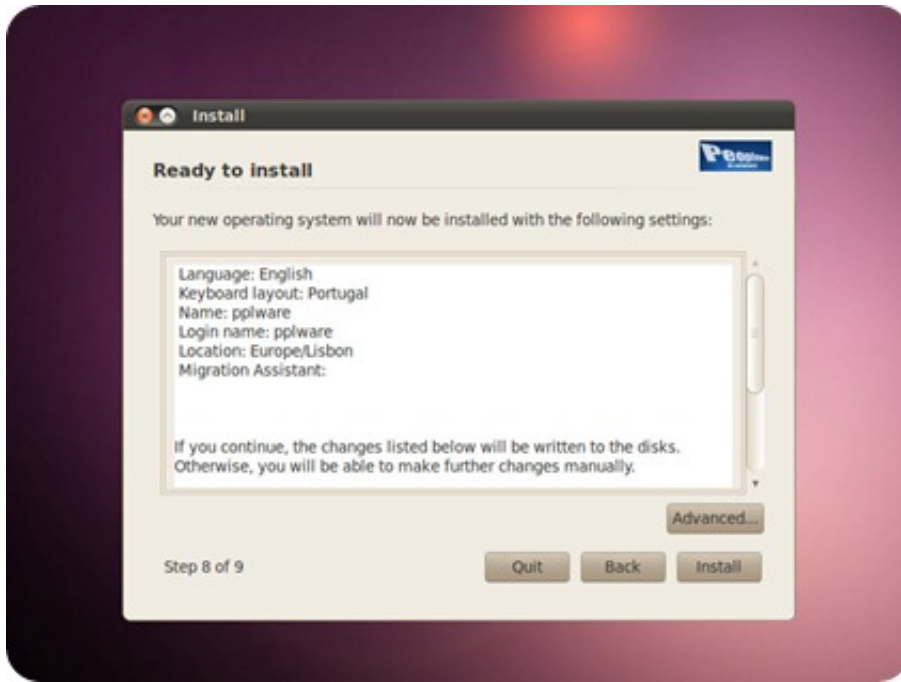 Install
Ready to install
Your new operating system will now be installed with the following settings:
Language: English
Keyboard layout: Portugal
Name: pplware
Login name: pplware
Location: Europe/Lisbon
Migration Assistant:
If you continue, the changes listed below will be written to the disks.
Otherwise, you will be able to make further changes manually.
Advanced...
Step 8 of 9
Quit
Back
Install